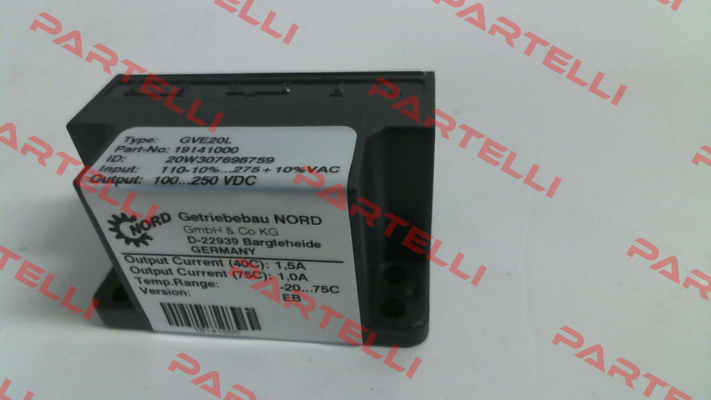 Type: GVE20L
Part-No: 19141000
ID: 20W307698759
Input: 110-10%...275+10%VAC
Output: 100...250 VDC
NORD
Getriebebau NORD
GmbH & Co KG
D-22939 Bargteheide
GERMANY
Output Current (40C): 1,5A
Output Current (75C): 1,0A
Temp.Range: -20...75C
Version: EB
19141000
PARTELLI
PARTELLI
PARTELLI
PARTELLI
PARTELLI
PARTELLI
PARTELLI
PARTELLI